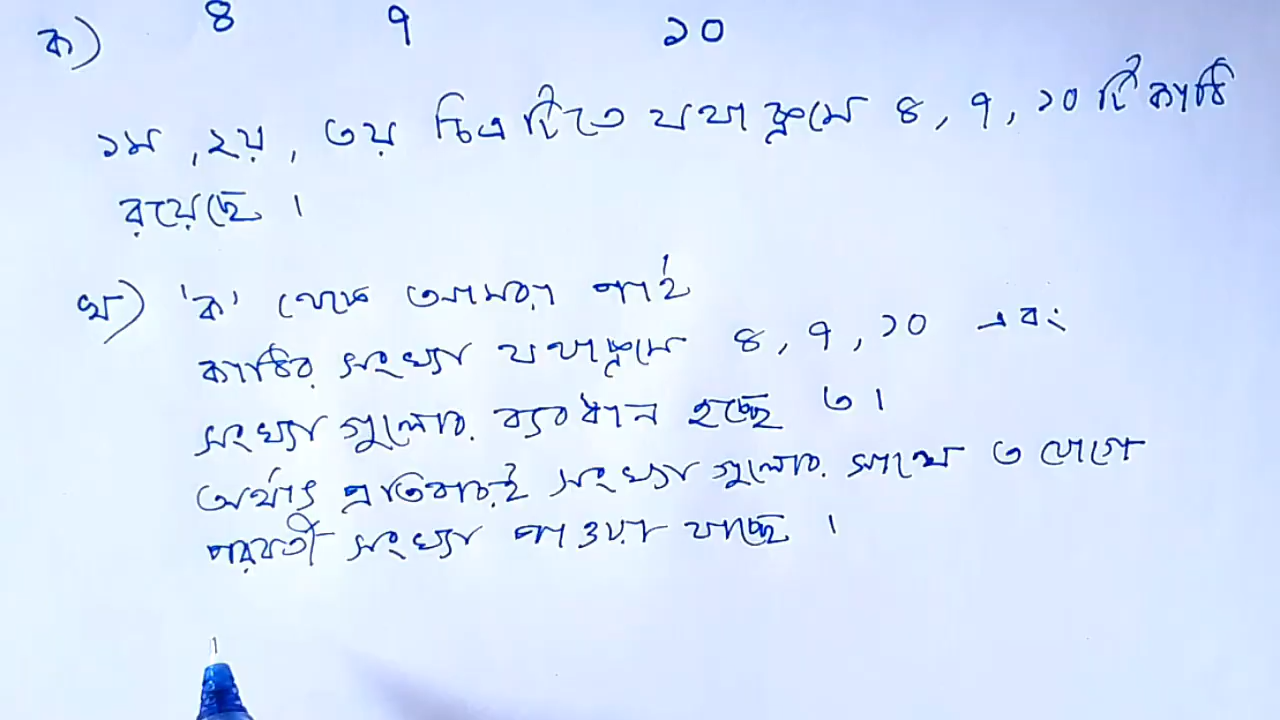 ক) ৪ ৭ ১০
১ম , ২য় , ৩য় চিত্রটিতে যথাক্রমে ৪ , ৭ , ১০ টি কাঠি
রয়েছে ।
খ) 'ক' থেকে আমরা পাই
কাঠির সংখ্যা যথাক্রমে ৪ , ৭ , ১০ এবং
সংখ্যা গুলোর ব্যবধান হচ্ছে ৩ ।
অর্থাৎ প্রতিবারই সংখ্যা গুলোর সাথে ৩ যোগে
পরবর্তী সংখ্যা পাওয়া যাচ্ছে ।